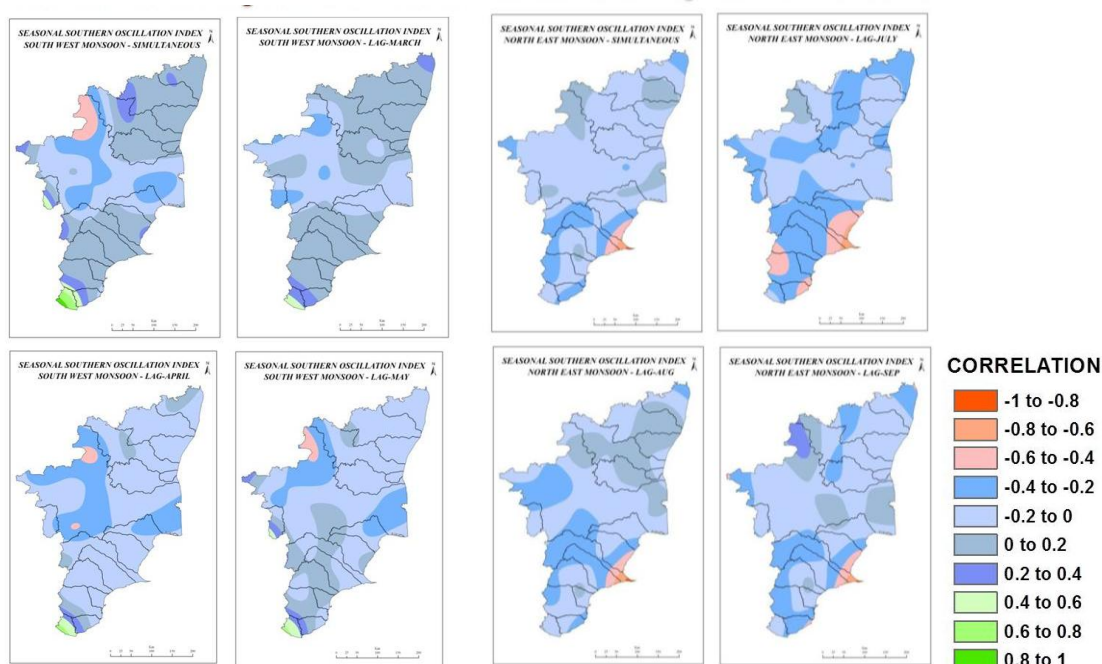 SEASONAL SOUTHERN OSCILLATION INDEX
SOUTH WEST MONSOON - SIMULTANEOUS
SEASONAL SOUTHERN OSCILLATION INDEX
SOUTH WEST MONSOON - LAG-MARCH
SEASONAL SOUTHERN OSCILLATION INDEX
NORTH EAST MONSOON - SIMULTANEOUS
SEASONAL SOUTHERN OSCILLATION INDEX
NORTH EAST MONSOON - LAG-JULY
SEASONAL SOUTHERN OSCILLATION INDEX
SOUTH WEST MONSOON - LAG-APRIL
SEASONAL SOUTHERN OSCILLATION INDEX
SOUTH WEST MONSOON - LAG-MAY
SEASONAL SOUTHERN OSCILLATION INDEX
NORTH EAST MONSOON - LAG-AUG
SEASONAL SOUTHERN OSCILLATION INDEX
NORTH EAST MONSOON - LAG-SEP
CORRELATION
-1 to -0.8
-0.8 to -0.6
-0.6 to -0.4
-0.4 to -0.2
-0.2 to 0
0 to 0.2
0.2 to 0.4
0.4 to 0.6
0.6 to 0.8
0.8 to 1